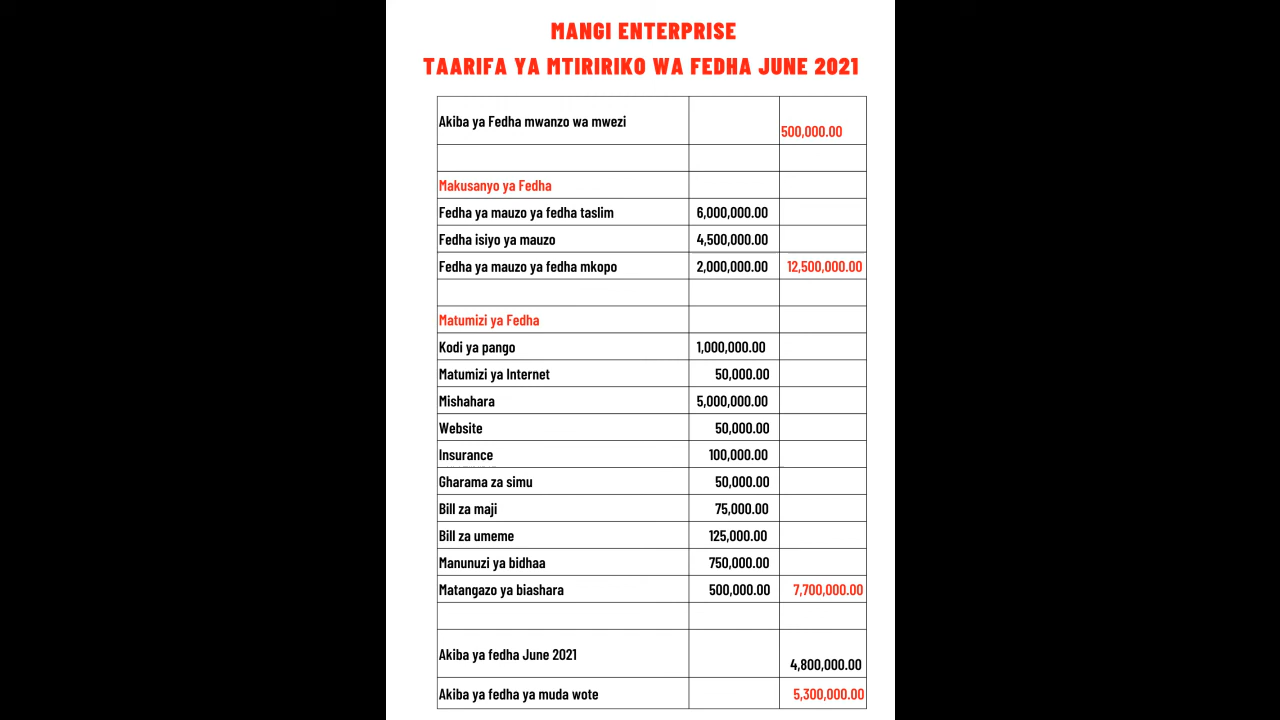 MANGI ENTERPRISE
TAARIFA YA MTIRIRIKO WA FEDHA JUNE 2021
Akiba ya Fedha mwanzo wa mwezi 500,000.00
Makusanyo ya Fedha
Fedha ya mauzo ya fedha taslim 6,000,000.00
Fedha isiyo ya mauzo 4,500,000.00
Fedha ya mauzo ya fedha mkopo 2,000,000.00 12,500,000.00
Matumizi ya Fedha
Kodi ya pango 1,000,000.00
Matumizi ya Internet 50,000.00
Mishahara 5,000,000.00
Website 50,000.00
Insurance 100,000.00
Gharama za simu 50,000.00
Bill za maji 75,000.00
Bill za umeme 125,000.00
Manunuzi ya bidhaa 750,000.00
Matangazo ya biashara 500,000.00 7,700,000.00
Akiba ya fedha June 2021 4,800,000.00
Akiba ya fedha ya muda wote 5,300,000.00